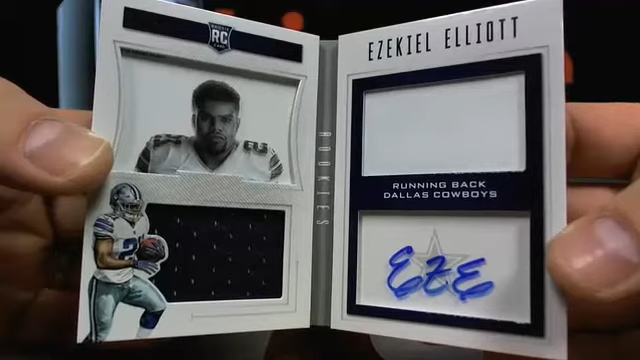 RC
ROOKIES
EZEKIEL ELLIOTT
RUNNING BACK
DALLAS COWBOYS
EZE